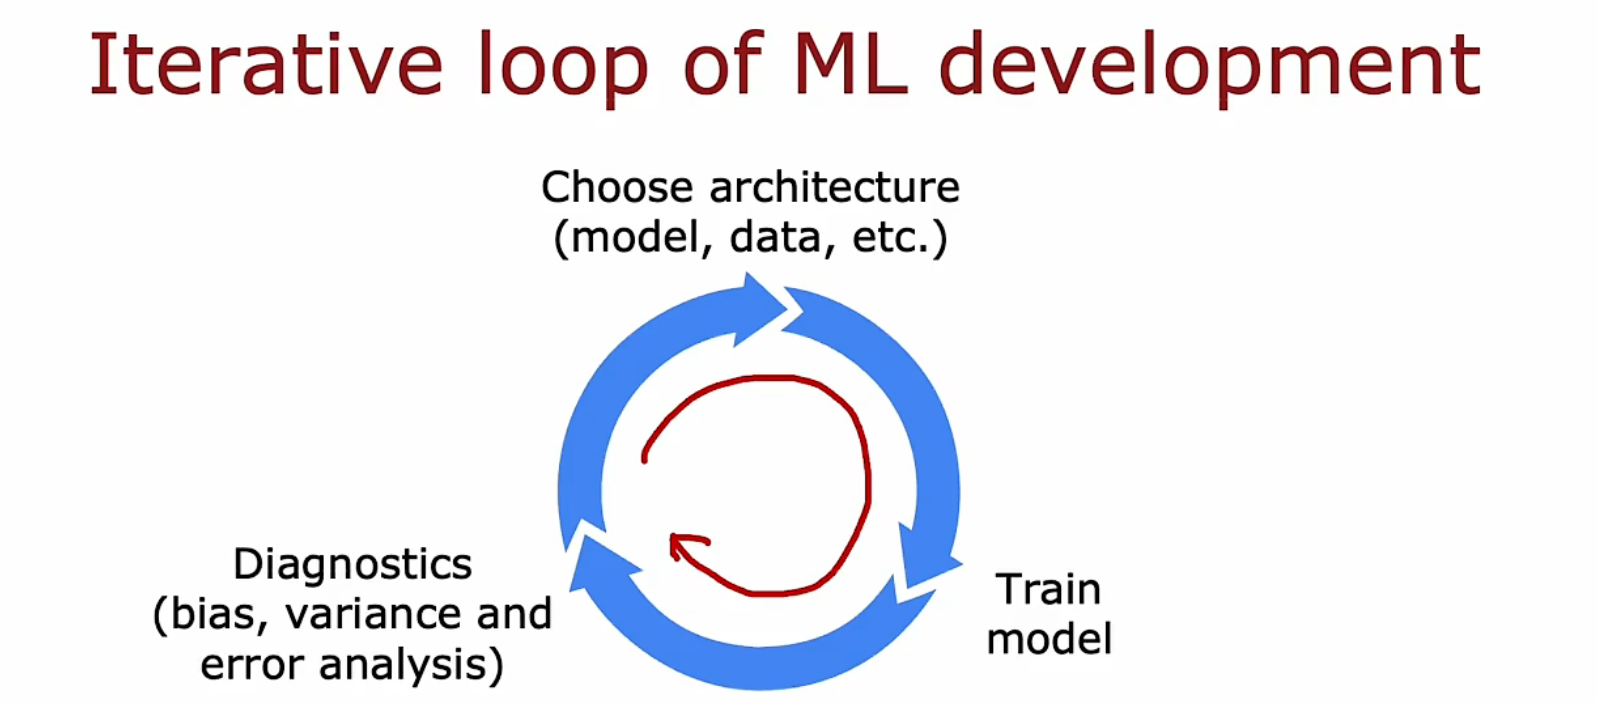 Iterative loop of ML development
Choose architecture
(model, data, etc.)
Train
model
Diagnostics
(bias, variance and
error analysis)